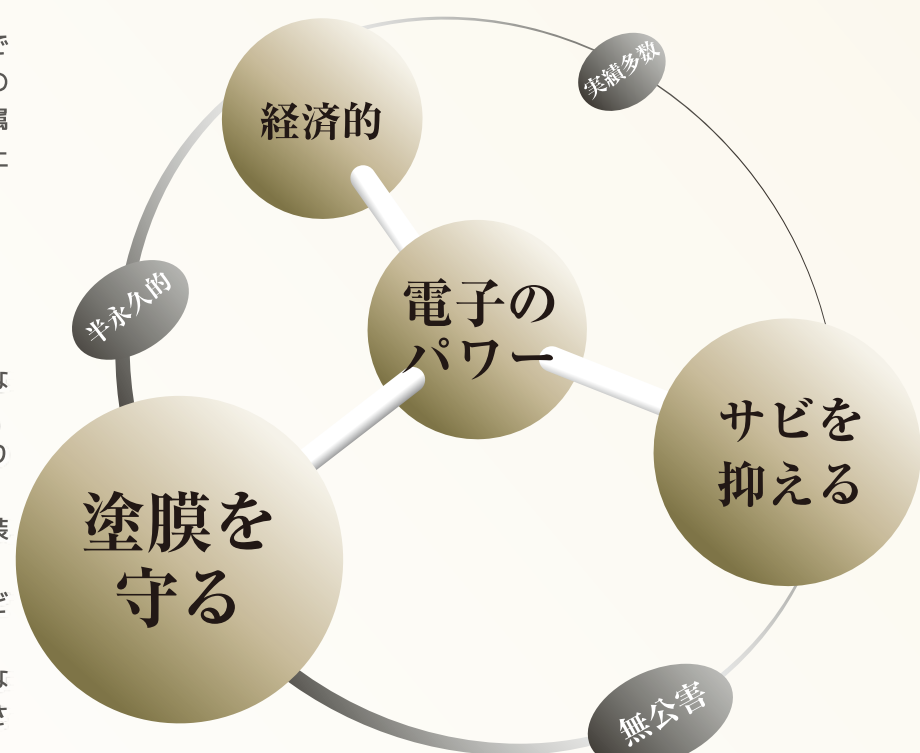 経済的
実績多数
半永久的
電子の
パワー
サビを
抑える
塗膜を
守る
無公害